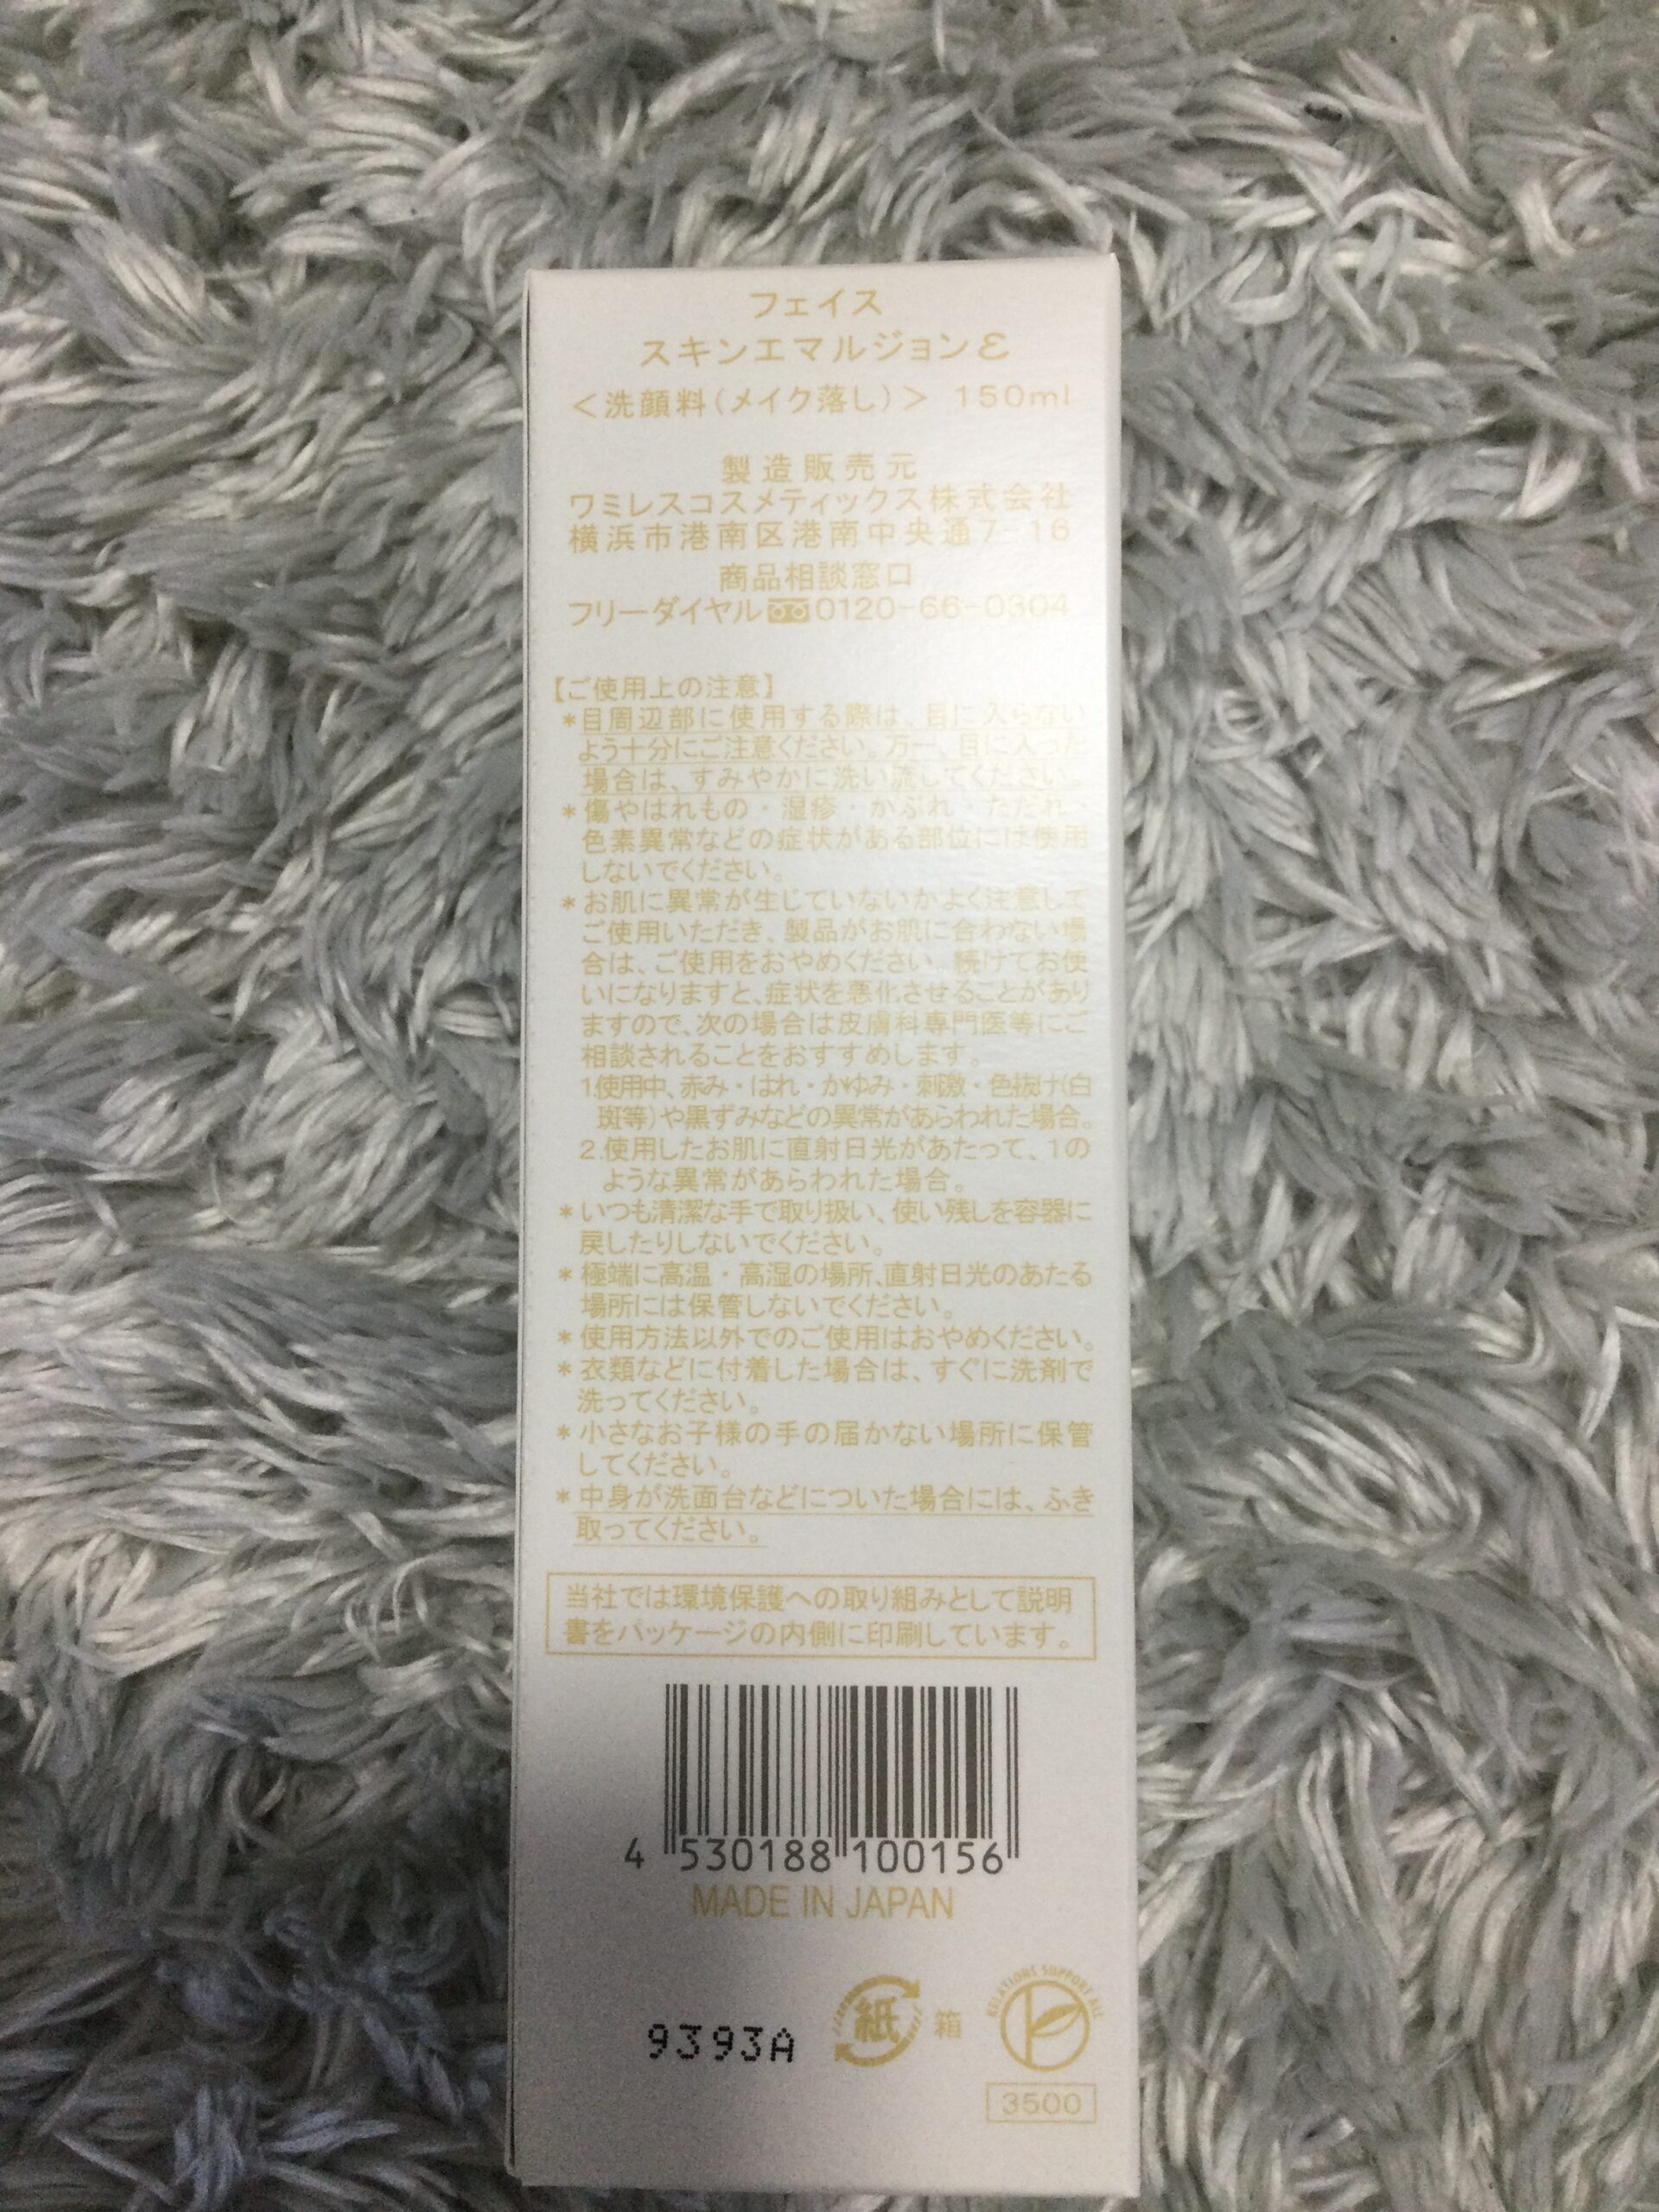 フェイス
スキンエマルジョンε
＜洗顔料(メイク落し)＞ 150ml
製造販売元
ワミレスコスメティックス株式会社
横浜市港南区港南中央通7-16
商品相談窓口
フリーダイヤル 0120-66-0304
【ご使用上の注意】
*目周辺部に使用する際は、目に入らない
よう十分にご注意ください。万一、目に入った
場合は、すみやかに洗い流してください。
*傷やはれもの・湿疹・かぶれ・ただれ・
色素異常などの症状がある部位には使用
しないでください。
*お肌に異常が生じていないかよく注意して
ご使用いただき、製品がお肌に合わない場
合は、ご使用をおやめください。続けてお使
いになりますと、症状を悪化させることがあり
ますので、次の場合は皮膚科専門医等にご
相談されることをおすすめします。
1.使用中、赤み・はれ・かゆみ・刺激・色抜け(白
斑等)や黒ずみなどの異常があらわれた場合。
2.使用したお肌に直射日光があたって、1の
ような異常があらわれた場合。
*いつも清潔な手で取り扱い、使い残しを容器に
戻したりしないでください。
*極端に高温・高湿の場所、直射日光のあたる
場所には保管しないでください。
*使用方法以外でのご使用はおやめください。
*衣類などに付着した場合は、すぐに洗剤で
洗ってください。
*小さなお子様の手の届かない場所に保管
してください。
*中身が洗面台などについた場合には、ふき
取ってください。
当社では環境保護への取り組みとして説明
書をパッケージの内側に印刷しています。
4 530188 100156
MADE IN JAPAN
9393A
紙
箱
SUPPORT ALL
3500